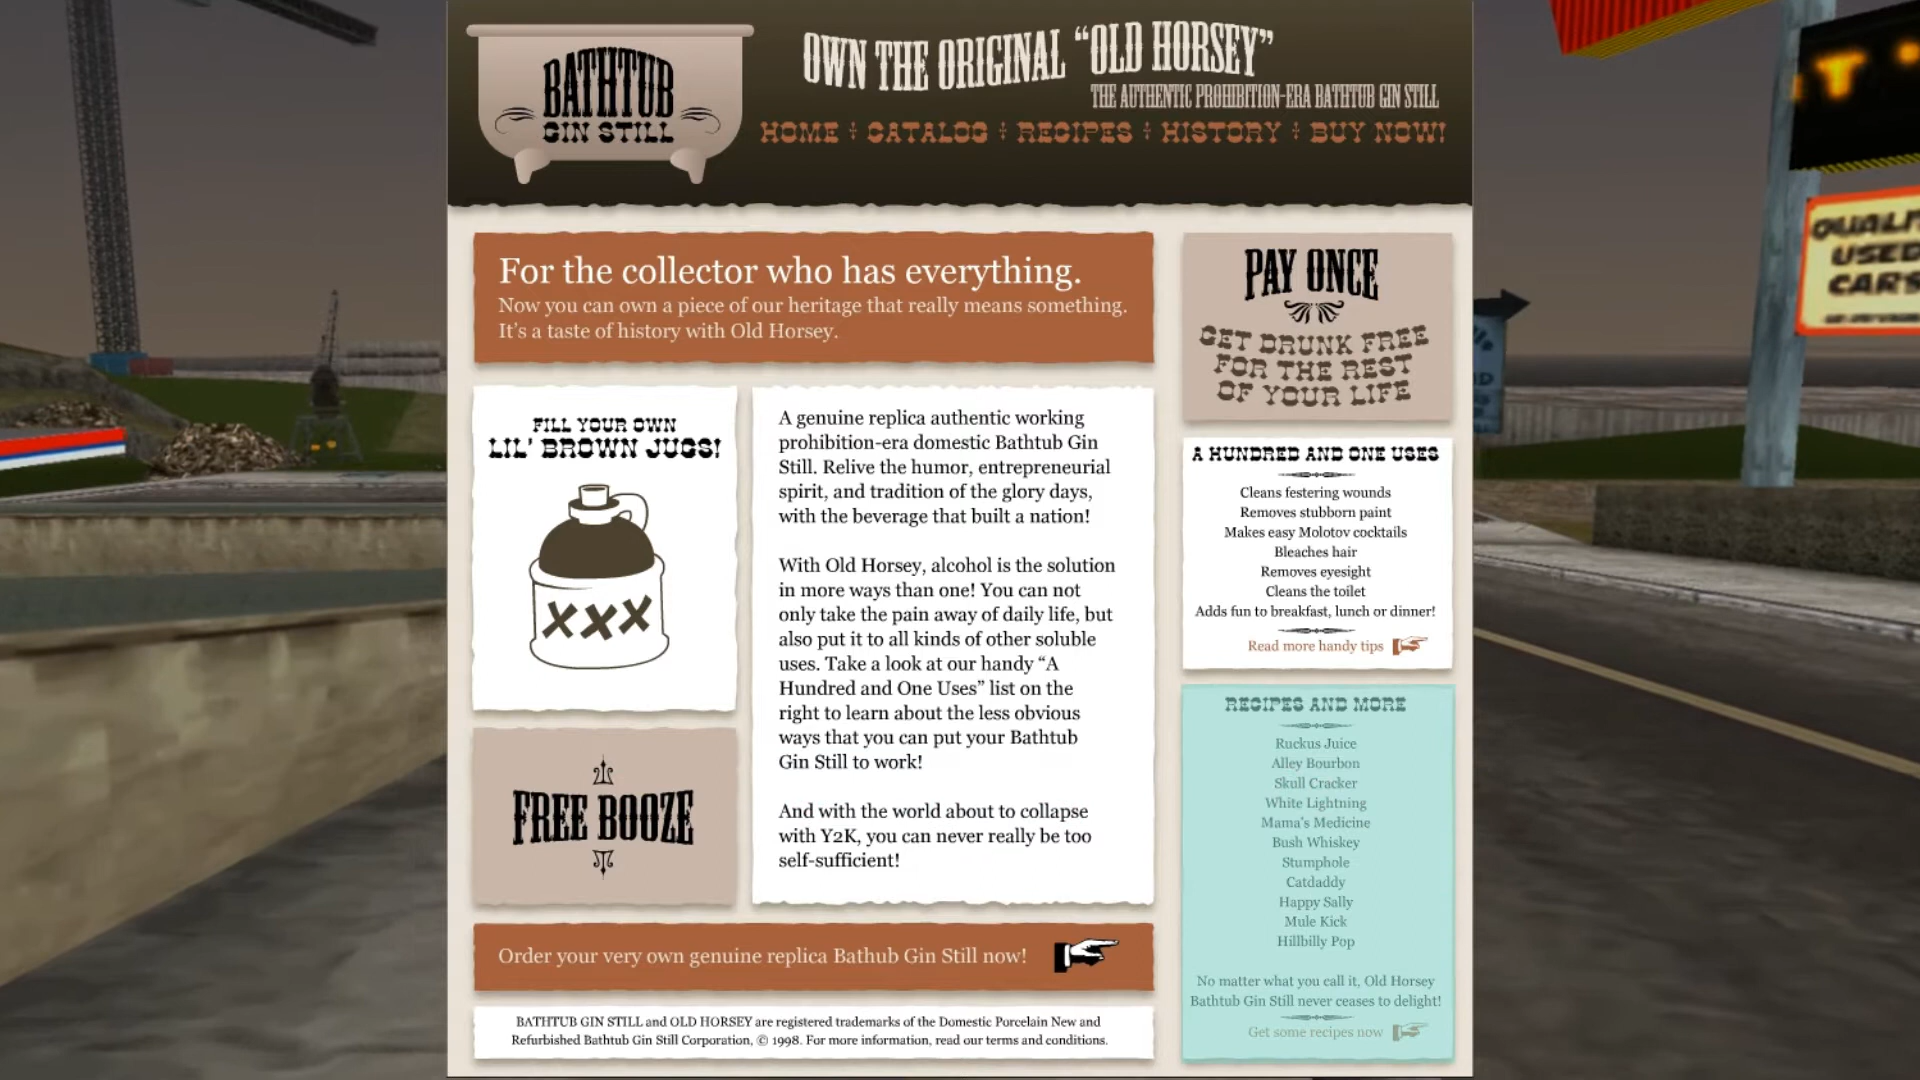 BATHTUB
GIN STILL
OWN THE ORIGINAL “OLD HORSEY”
THE AUTHENTIC PROHIBITION-ERA BATHTUB GIN STILL
HOME CATALOG RECIPES HISTORY BUY NOW!
For the collector who has everything.
Now you can own a piece of our heritage that really means something.
It's a taste of history with Old Horsey.
FILL YOUR OWN
LIL' BROWN JUGS!
XXX
FREE BOOZE
A genuine replica authentic working
prohibition-era domestic Bathtub Gin
Still. Relive the humor, entrepreneurial
spirit, and tradition of the glory days,
with the beverage that built a nation!
With Old Horsey, alcohol is the solution
in more ways than one! You can not
only take the pain away of daily life, but
also put it to all kinds of other soluble
uses. Take a look at our handy “A
Hundred and One Uses” list on the
right to learn about the less obvious
ways that you can put your Bathtub
Gin Still to work!
And with the world about to collapse
with Y2K, you can never really be too
self-sufficient!
Order your very own genuine replica Bathub Gin Still now!
BATHTUB GIN STILL and OLD HORSEY are registered trademarks of the Domestic Porcelain New and
Refurbished Bathtub Gin Still Corporation, © 1998. For more information, read our terms and conditions.
PAY ONCE
GET DRUNK FREE
FOR THE REST
OF YOUR LIFE
A HUNDRED AND ONE USES
Cleans festering wounds
Removes stubborn paint
Makes easy Molotov cocktails
Bleaches hair
Removes eyesight
Cleans the toilet
Adds fun to breakfast, lunch or dinner!
Read more handy tips
RECIPES AND MORE
Ruckus Juice
Alley Bourbon
Skull Cracker
White Lightning
Mama's Medicine
Bush Whiskey
Stumphole
Catdaddy
Happy Sally
Mule Kick
Hillbilly Pop
No matter what you call it, Old Horsey
Bathtub Gin Still never ceases to delight!
Get some recipes now
USED
CARS